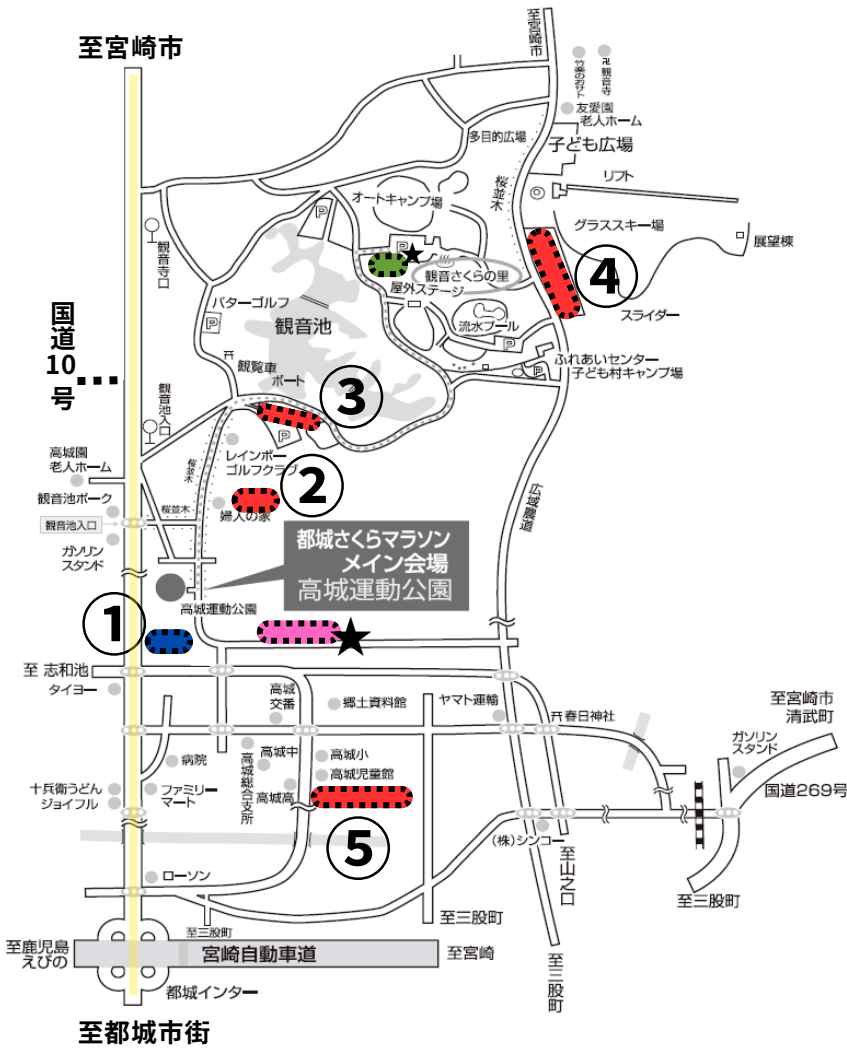 至宮崎市
至宮崎市
竹楽のおサト
卍観音寺
友愛園
老人ホーム
多目的広場
子ども広場
桜並木
リフト
オートキャンプ場
P
グラススキー場
展望棟
観音寺口
P
観音さくらの里
屋外ステージ
④
国道10号
パターゴルフ
P
観音池
流水プール
スライダー
P
観覧車
ボート
ふれあいセンター
子ども村キャンプ場
P
観音池入口
③
P
高城園
老人ホーム
桜並木
レインボー
ゴルフクラブ
②
観音池ポーク
桜並木
婦人の家
広域農道
観音池入口
ガソリン
スタンド
都城さくらマラソン
メイン会場
高城運動公園
高城運動公園
①
至 志和池
タイヨー
高城
交番
郷土資料館
ヤマト運輸
春日神社
至宮崎市
清武町
ガソリン
スタンド
病院
高城総合支所
高城中
高城小
高城児童館
高城高
十兵衛うどん
ジョイフル
ファミリー
マート
国道269号
⑤
(株)シンコー
ローソン
至山之口
至三股町
至三股町
至三股町
至鹿児島
えびの
宮崎自動車道
至宮崎
至三股町
都城インター
至都城市街